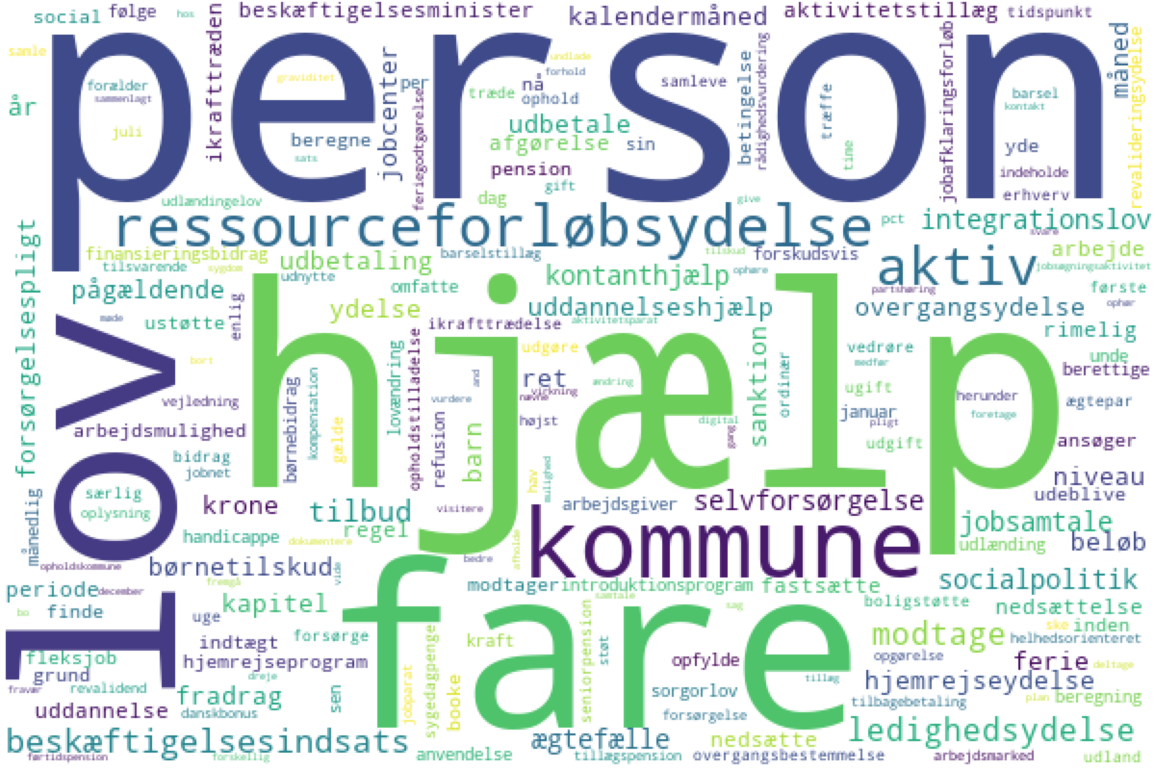 social følge hos beskæftigelsesminister kalendermåned aktivitetstillæg tidspunkt
person
samle
år
forælder
sammenlagt
juli
graviditet
ikrafttræden
beregne
sats
jobcenter
per
feriegodtgørelse
træde
undlade
forhold
nå
ophold
udbetale
afgørelse
sin
pension
gift
dag
samleve
betingelse
rådighedsvurdering
træffe
time
jobafklaringsforløb
barsel
kontakt
yde
indeholde
erhverv
måned
revalideringsydelse
udlændingelov
give
ressourceforløbsydelse
pct
integrationslov
svare
forsørgelsespligt
finansieringsbidrag
tilsvarende
sygdom
udbetaling
barselstillæg
tilskud
forskudsvis
aktiv
arbejde
jobsøgningsaktivitet
pågældende
udnytte
omfatte
kontanthjælp
ophøre
partshøring
første
ophør
lov
hjælp
møde
ustøtte
enlig
ydelse
uddannelseshjælp
overgangsydelse
ikrafttrædelse
aktivitetsparat
rimelig
bort
lovændring
opholdstilladelse
udgøre
sanktion
ordinær
vedrøre
medfør
unde
berettige
vejledning
børnebidrag
kompensation
gælde
vurdere
and
ret
virkning
nævne
ændring
ugift
herunder
ægtepar
januar
pligt
foretage
arbejdsmulighed
refusion
barn
højst
digital
gang
udgift
ansøger
bidrag
jobnet
hav
mulighed
niveau
månedlig
særlig
oplysning
krone
tilbud
visitere
arbejdsgiver
selvforsørgelse
udeblive
handicappe
regel
dokumentere
kommune
jobsamtale
udlænding
beløb
opholdskommune
børnetilskud
vide
bedre
afholde
fare
periode
december
fremgå
modtager
introduktionsprogram
fastsætte
socialpolitik
bo
finde
uge
kapitel
samtale
sag
boligstøtte
nedsættelse
indtægt
forsørge
kraft
seniorpension
støt
modtage
ske
inden
helhedsorienteret
fleksjob
grund
hjemrejseprogram
sygedagpenge
opfylde
opgørelse
ferie
deltage
fravær
revalidend
dreje
jobparat
tillæg
hjemrejseydelse
fradrag
sen
booke
sorgorlov
plan
beregning
uddannelse
danskbonus
forsørgelse
tilbagebetaling
beskæftigelsesindsats
ægtefælle
nedsætte
ledighedsydelse
førtidspension
forskellig
anvendelse
tillægspension
overgangsbestemmelse
arbejdsmarked
udland